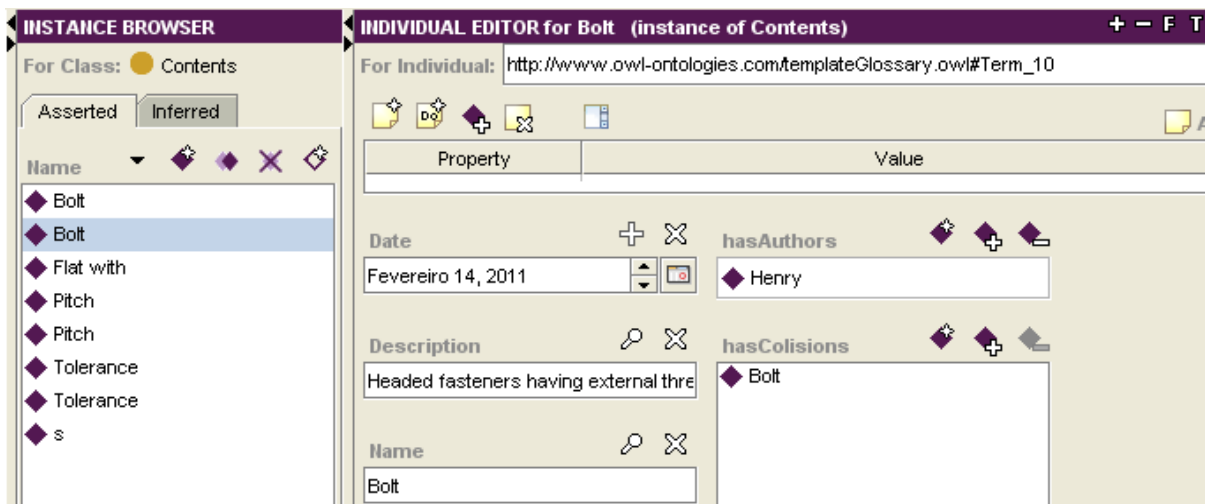 INSTANCE BROWSER
For Class: Contents
Asserted Inferred
Name
Bolt
Bolt
Flat with
Pitch
Pitch
Tolerance
Tolerance
s
INDIVIDUAL EDITOR for Bolt (instance of Contents) + − F T
For Individual: http://www.owl-ontologies.com/templateGlossary.owl#Term_10
A
Property Value
Date
Fevereiro 14, 2011
Description
Headed fasteners having external thre
Name
Bolt
hasAuthors
Henry
hasColisions
Bolt